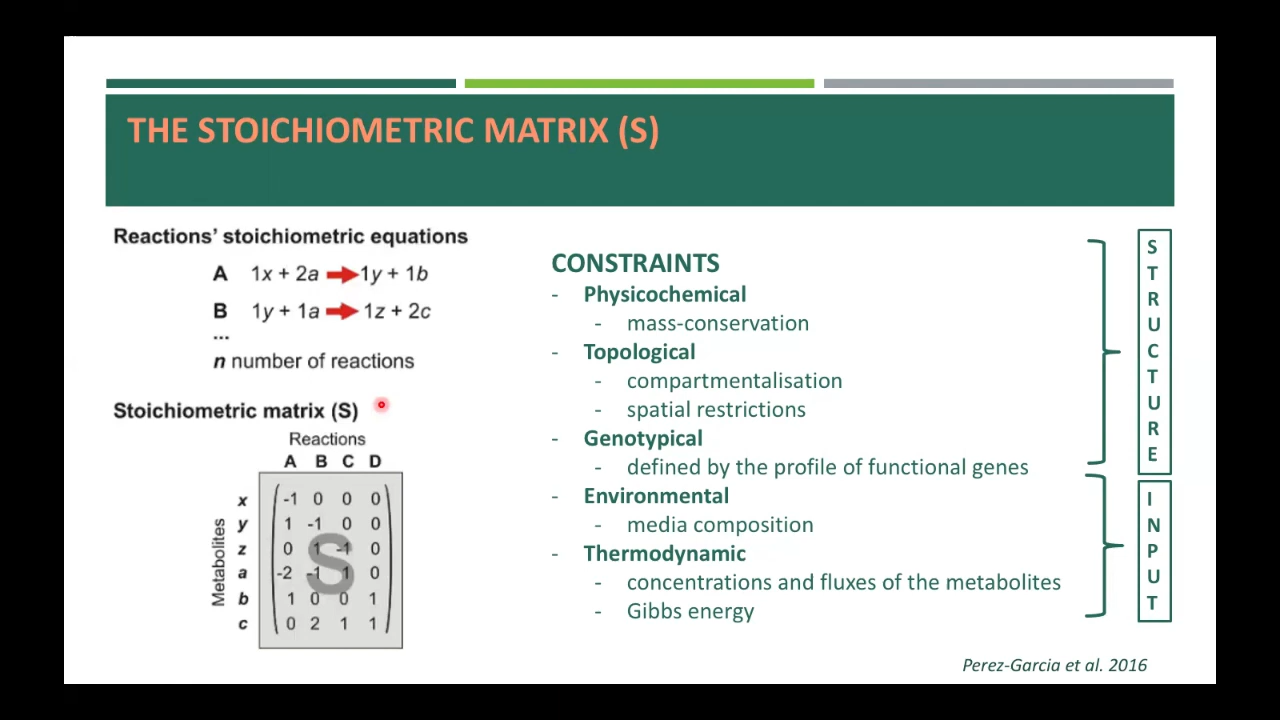 THE STOICHIOMETRIC MATRIX (S)
Reactions’ stoichiometric equations
A 1x + 2a 1y + 1b
B 1y + 1a 1z + 2c
...
n number of reactions
Stoichiometric matrix (S)
Reactions
A B C D
Metabolites
x -1 0 0 0
y 1 -1 0 0
z 0 1 -1 0
a -2 -1 1 0
b 1 0 0 1
c 0 2 1 1
S
CONSTRAINTS
- Physicochemical
- mass-conservation
- Topological
- compartmentalisation
- spatial restrictions
- Genotypical
- defined by the profile of functional genes
- Environmental
- media composition
- Thermodynamic
- concentrations and fluxes of the metabolites
- Gibbs energy
STRUCTURE
INPUT
Perez-Garcia et al. 2016